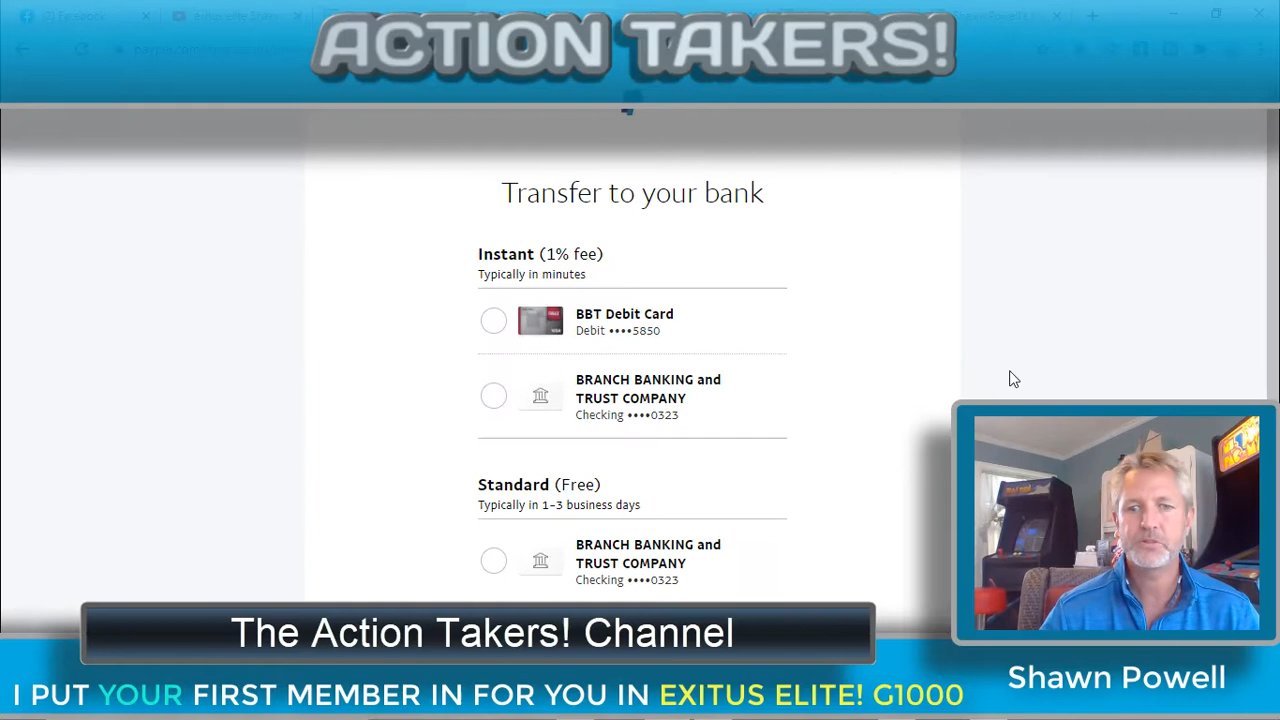 ACTION TAKERS!
Transfer to your bank
Instant (1% fee)
Typically in minutes
BBT Debit Card
Debit ••••5850
BRANCH BANKING and
TRUST COMPANY
Checking ••••0323
Standard (Free)
Typically in 1-3 business days
BRANCH BANKING and
TRUST COMPANY
Checking ••••0323
The Action Takers! Channel
Shawn Powell
I PUT YOUR FIRST MEMBER IN FOR YOU IN EXITUS ELITE! G1000